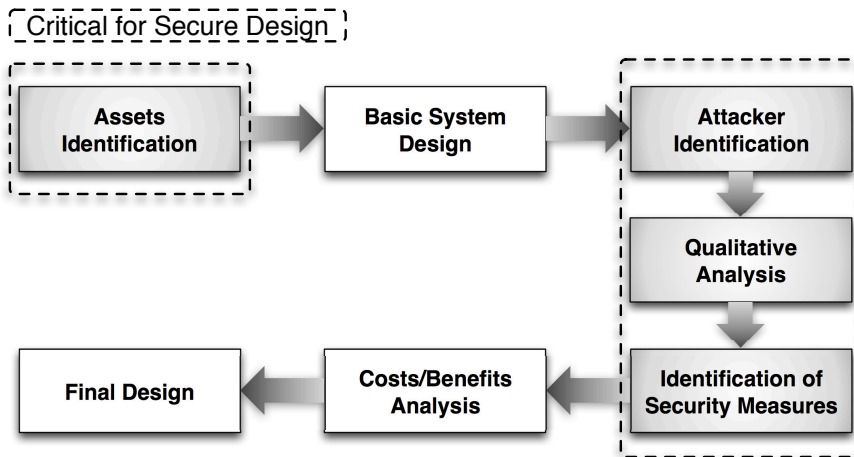 Critical for Secure Design
Assets
Identification
Basic System
Design
Attacker
Identification
Qualitative
Analysis
Identification of
Security Measures
Costs/Benefits
Analysis
Final Design